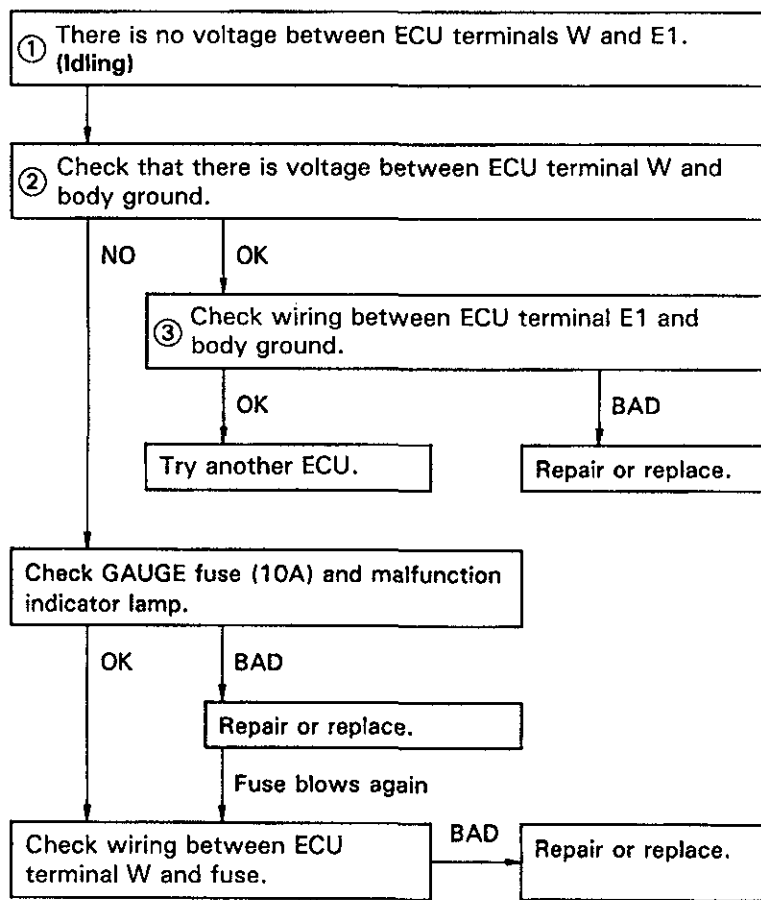 ① There is no voltage between ECU terminals W and E1.
(Idling)
② Check that there is voltage between ECU terminal W and
body ground.
NO
OK
③ Check wiring between ECU terminal E1 and
body ground.
OK
BAD
Try another ECU.
Repair or replace.
Check GAUGE fuse (10A) and malfunction
indicator lamp.
OK
BAD
Repair or replace.
Fuse blows again
Check wiring between ECU
terminal W and fuse.
BAD
Repair or replace.